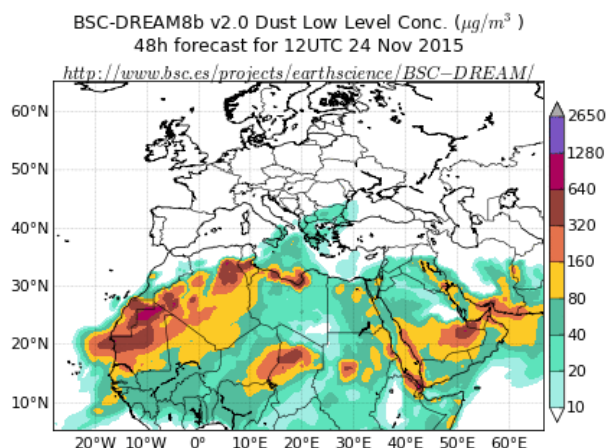 BSC-DREAM8b v2.0 Dust Low Level Conc. (μg/m³ )
48h forecast for 12UTC 24 Nov 2015
http://www.bsc.es/projects/earthscience/BSC−DREAM/
60°N
50°N
40°N
30°N
20°N
10°N
20°W
10°W
0°
10°E
20°E
30°E
40°E
50°E
60°E
2650
1280
640
320
160
80
40
20
10